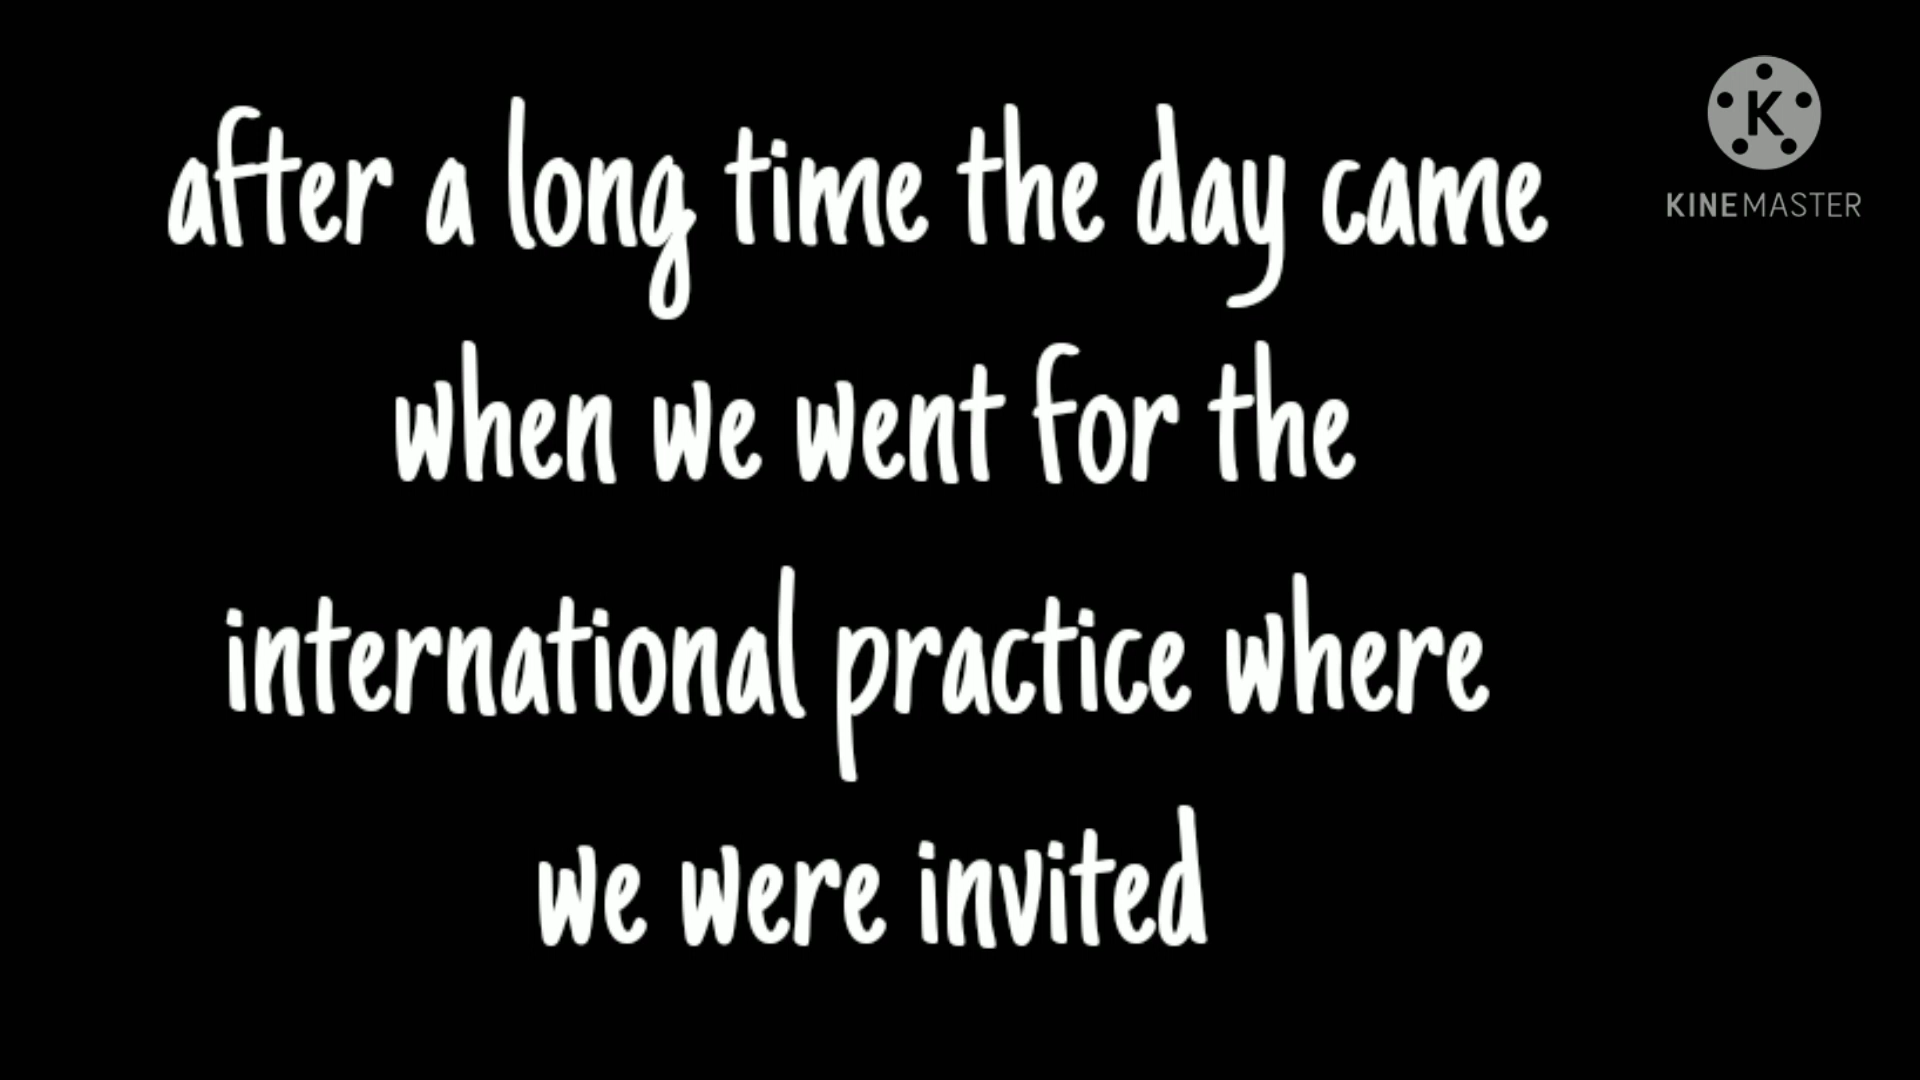 after a long time the day came
when we went for the
international practice where
we were invited
K
KINEMASTER